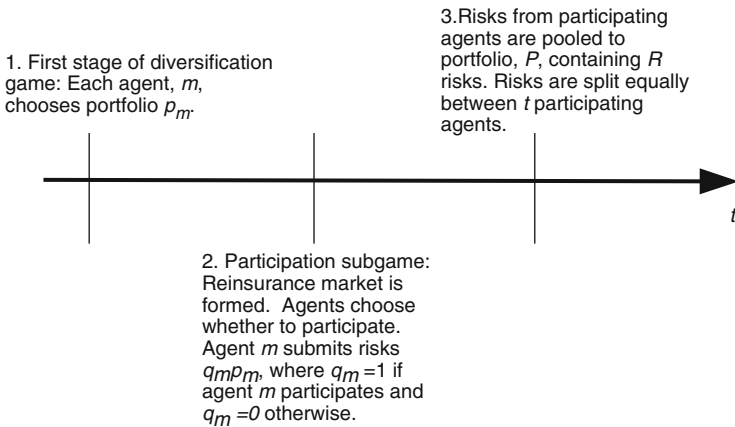 1. First stage of diversification
game: Each agent, m,
chooses portfolio pm.
2. Participation subgame:
Reinsurance market is
formed. Agents choose
whether to participate.
Agent m submits risks
qmpm, where qm =1 if
agent m participates and
qm =0 otherwise.
3.Risks from participating
agents are pooled to
portfolio, P, containing R
risks. Risks are split equally
between t participating
agents.
t